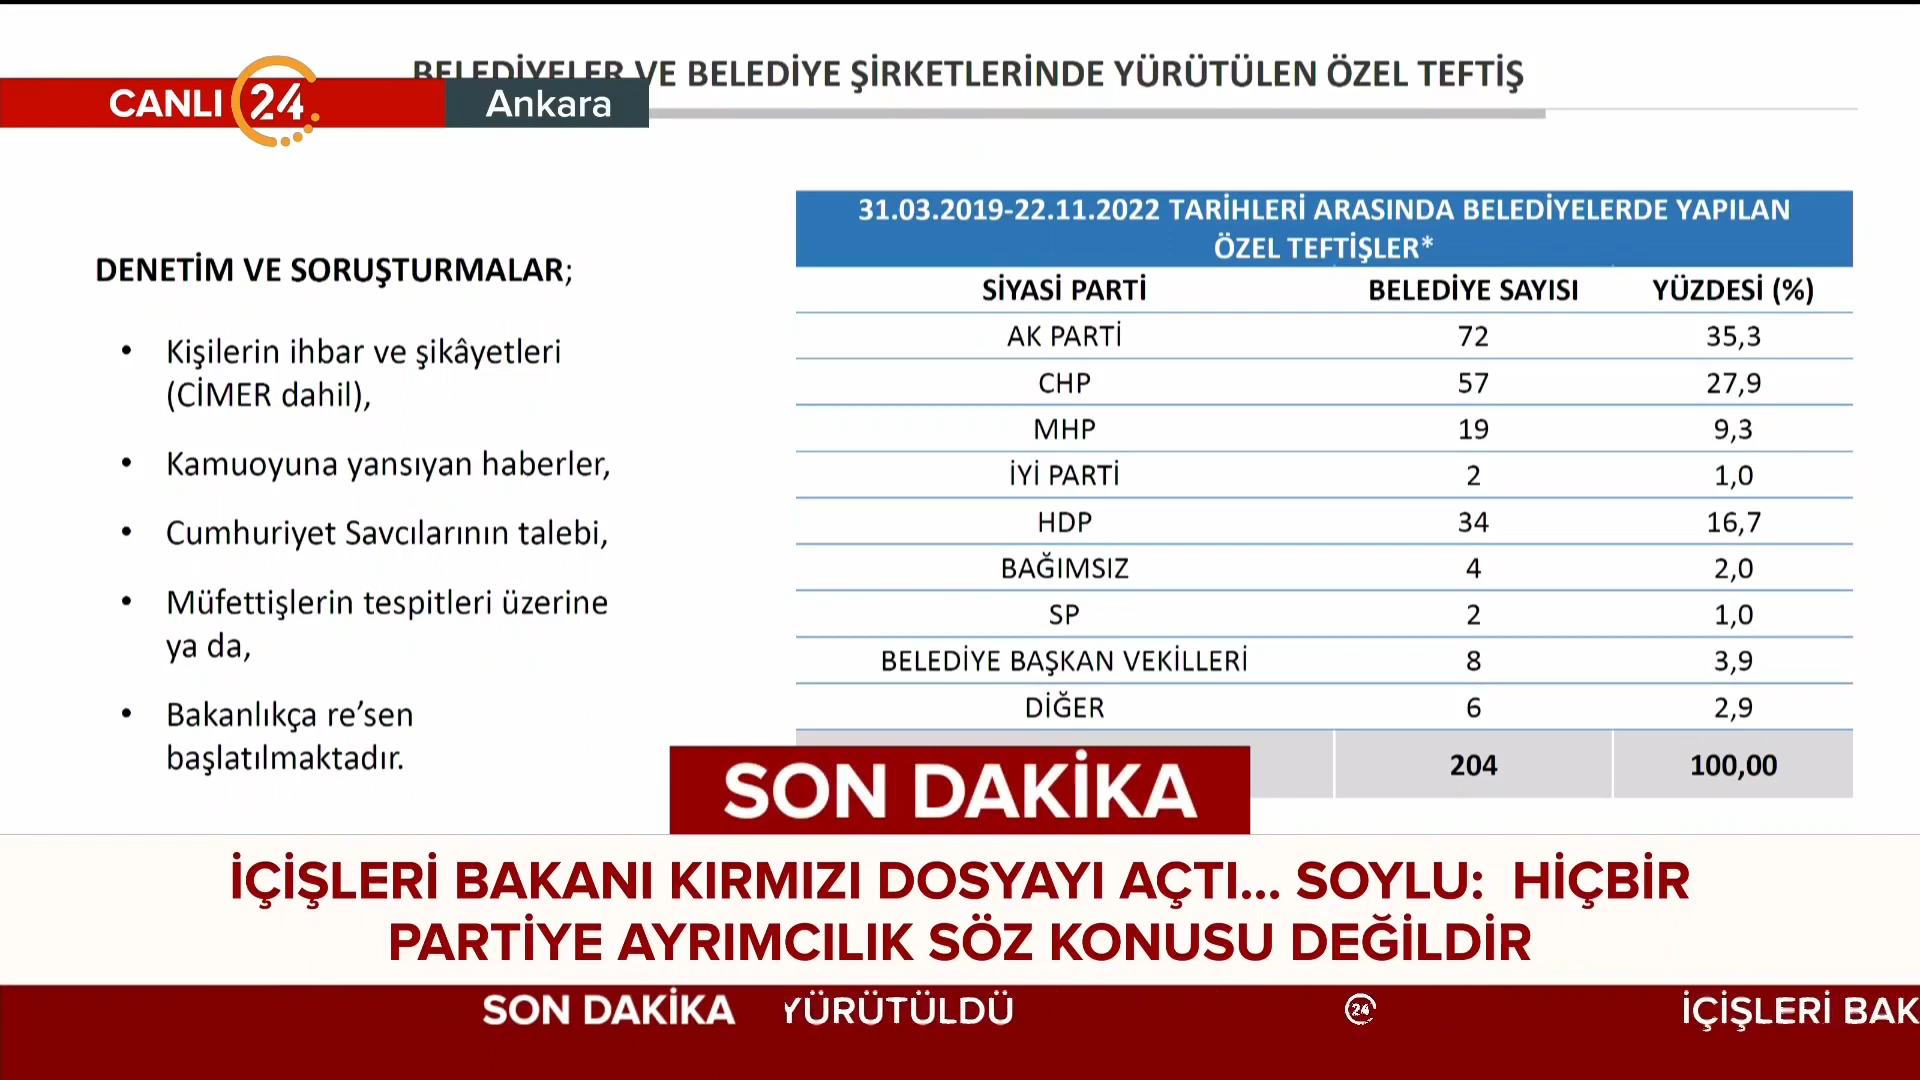 BELEDİYELER VE BELEDİYE ŞİRKETLERİNDE YÜRÜTÜLEN ÖZEL TEFTİŞ
CANLI 24 Ankara
DENETİM VE SORUŞTURMALAR;
• Kişilerin ihbar ve şikâyetleri
(CİMER dahil),
• Kamuoyuna yansıyan haberler,
• Cumhuriyet Savcılarının talebi,
• Müfettişlerin tespitleri üzerine
ya da,
• Bakanlıkça re’sen
başlatılmaktadır.
31.03.2019-22.11.2022 TARİHLERİ ARASINDA BELEDİYELERDE YAPILAN
ÖZEL TEFTİŞLER*
SİYASİ PARTİ BELEDİYE SAYISI YÜZDESİ (%)
AK PARTİ 72 35,3
CHP 57 27,9
MHP 19 9,3
İYİ PARTİ 2 1,0
HDP 34 16,7
BAĞIMSIZ 4 2,0
SP 2 1,0
BELEDİYE BAŞKAN VEKİLLERİ 8 3,9
DİĞER 6 2,9
204 100,00
SON DAKİKA
İÇİŞLERİ BAKANI KIRMIZI DOSYAYI AÇTI... SOYLU: HİÇBİR
PARTİYE AYRIMCILIK SÖZ KONUSU DEĞİLDİR
SON DAKİKA YÜRÜTÜLDÜ 24 İÇİŞLERİ BAK